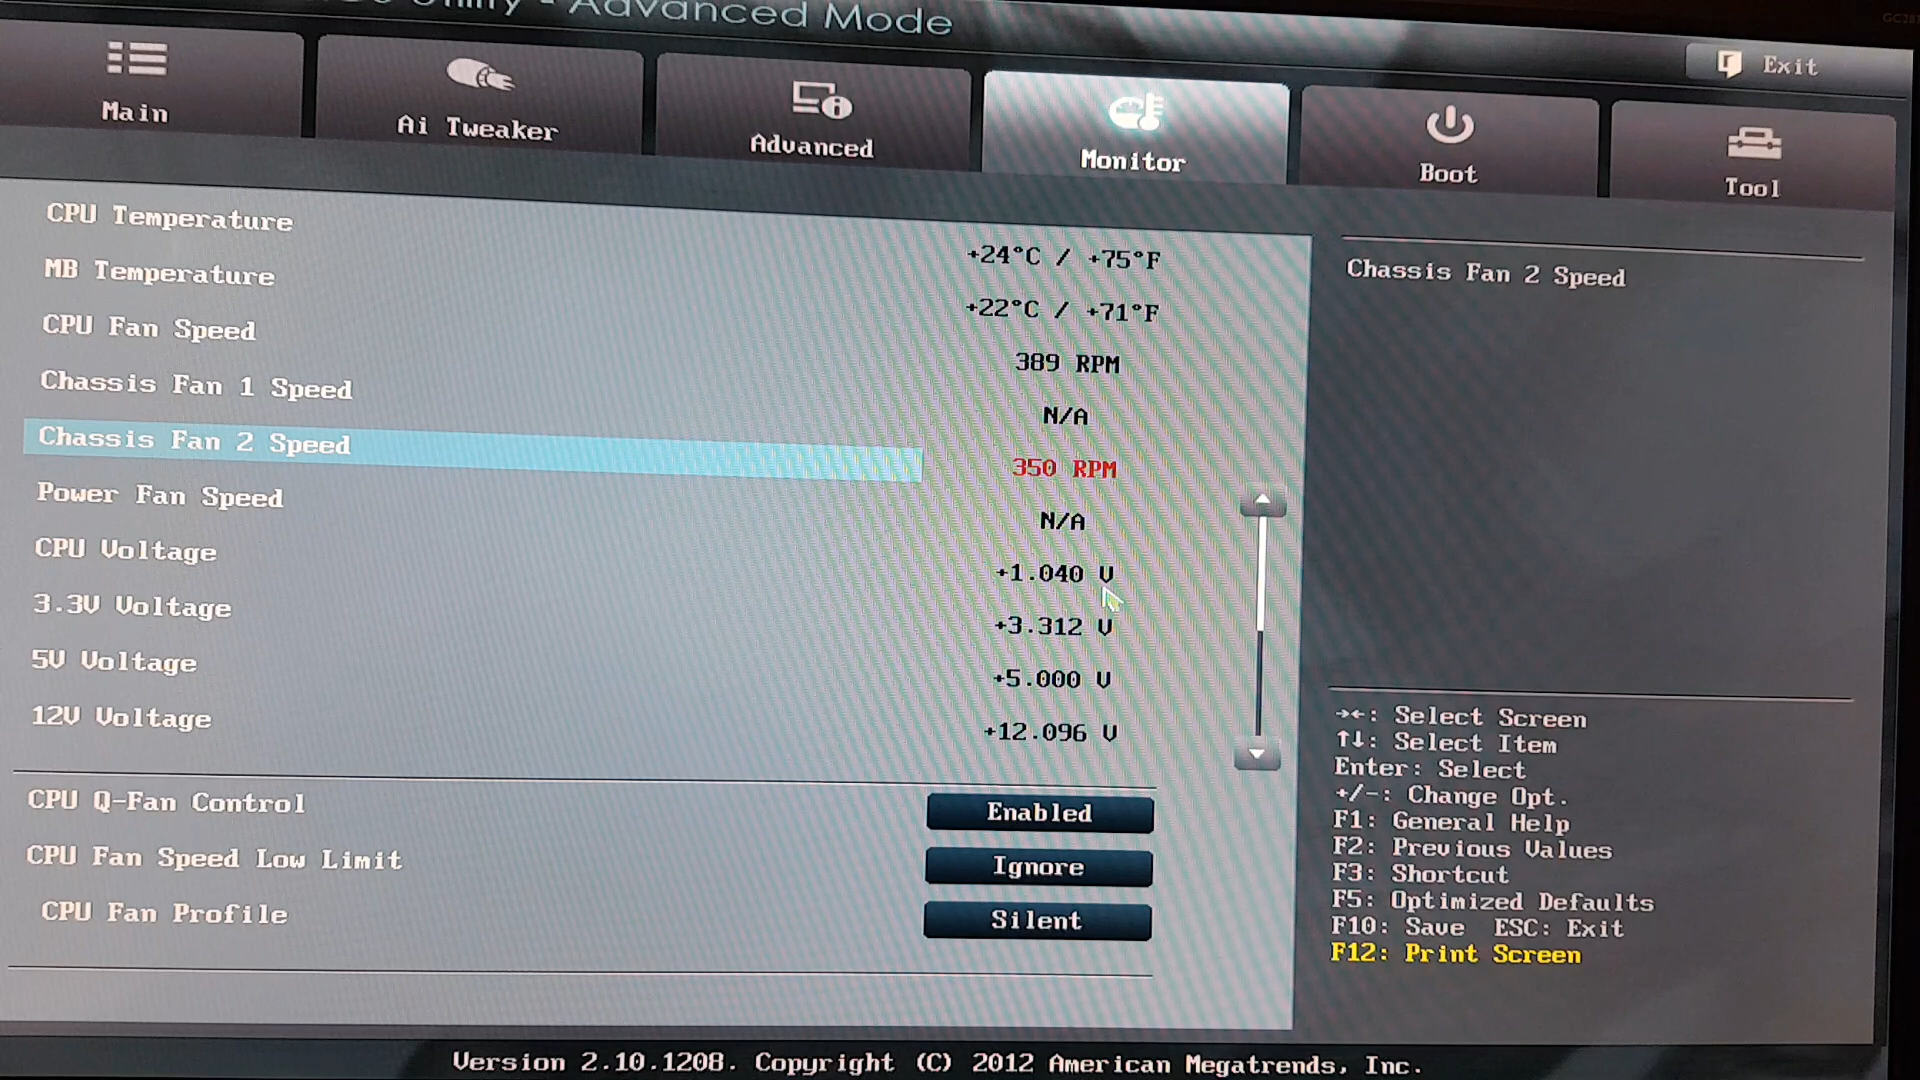 Utility - Advanced Mode
Exit
Main
Ai Tweaker
Advanced
Monitor
Boot
Tool
CPU Temperature +24°C / +75°F
MB Temperature +22°C / +71°F
CPU Fan Speed 389 RPM
Chassis Fan 1 Speed N/A
Chassis Fan 2 Speed 350 RPM
Power Fan Speed N/A
CPU Voltage +1.040 V
3.3V Voltage +3.312 V
5V Voltage +5.000 V
12V Voltage +12.096 V
CPU Q-Fan Control Enabled
CPU Fan Speed Low Limit Ignore
CPU Fan Profile Silent
Chassis Fan 2 Speed
→←: Select Screen
↑↓: Select Item
Enter: Select
+/-: Change Opt.
F1: General Help
F2: Previous Values
F3: Shortcut
F5: Optimized Defaults
F10: Save ESC: Exit
F12: Print Screen
Version 2.10.1208. Copyright (C) 2012 American Megatrends, Inc.